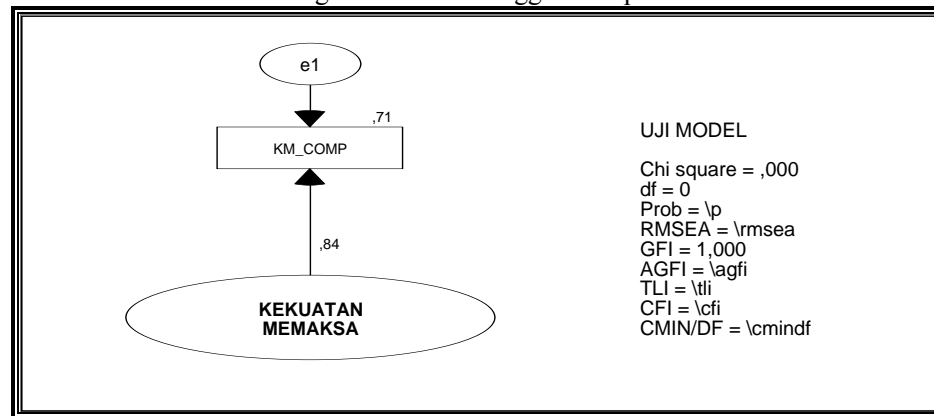 e1
,71
KM_COMP
,84
KEKUATAN
MEMAKSA
UJI MODEL
Chi square = ,000
df = 0
Prob = \p
RMSEA = \rmsea
GFI = 1,000
AGFI = \agfi
TLI = \tli
CFI = \cfi
CMIN/DF = \cmindf